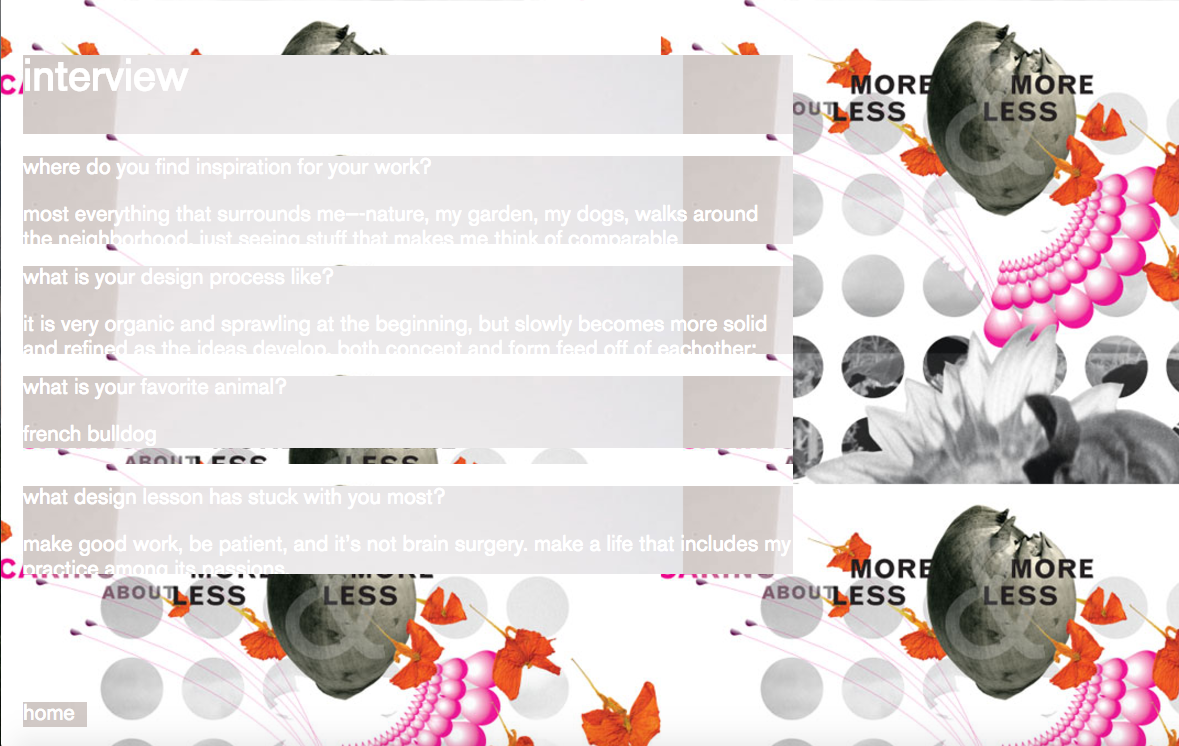 interview
where do you find inspiration for your work?
most everything that surrounds me—-nature, my garden, my dogs, walks around
the neighborhood, just seeing stuff that makes me think of comparable
what is your design process like?
it is very organic and sprawling at the beginning, but slowly becomes more solid
and refined as the ideas develop. both concept and form feed off of eachother;
what is your favorite animal?
french bulldog
what design lesson has stuck with you most?
make good work, be patient, and it's not brain surgery. make a life that includes my
practice among its passions.
home
MORE MORE
LESS LESS
&
ABOUT LESS LESS
CARING MORE MORE
ABOUT LESS LESS
&
MORE MORE
ABOUT LESS LESS
&